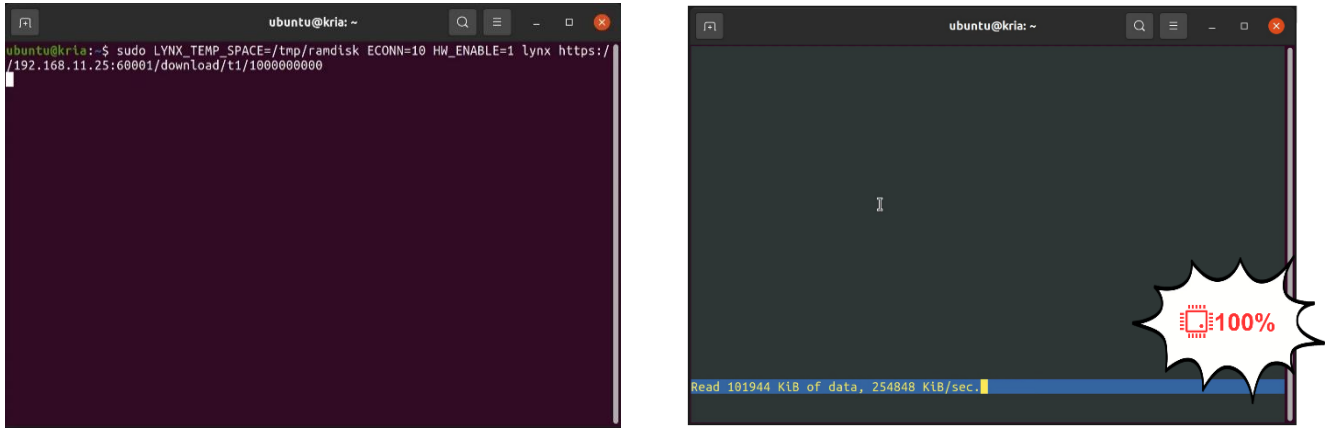 ubuntu@kria: ~
ubuntu@kria:~$ sudo LYNX_TEMP_SPACE=/tmp/ramdisk ECONN=10 HW_ENABLE=1 lynx https:/
/192.168.11.25:60001/download/t1/1000000000
ubuntu@kria: ~
100%
Read 101944 KiB of data, 254848 KiB/sec.